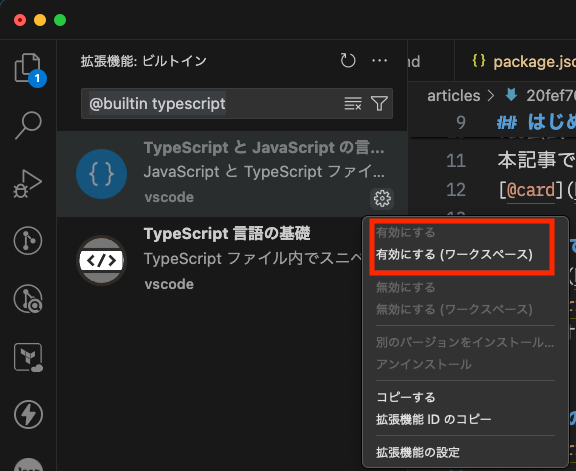 拡張機能: ビルトイン
@builtin typescript
TypeScript と JavaScript の言...
JavaScript と TypeScript ファイ...
vscode
TypeScript 言語の基礎
TypeScript ファイル内でスニペ
vscode
1
有効にする
有効にする (ワークスペース)
無効にする
無効にする (ワークスペース)
別のバージョンをインストール...
アンインストール
コピーする
拡張機能 ID のコピー
拡張機能の設定
nd
{} package.jso
articles > 20fef70
9 ## はじめ
11 本記事で
12 [@card](